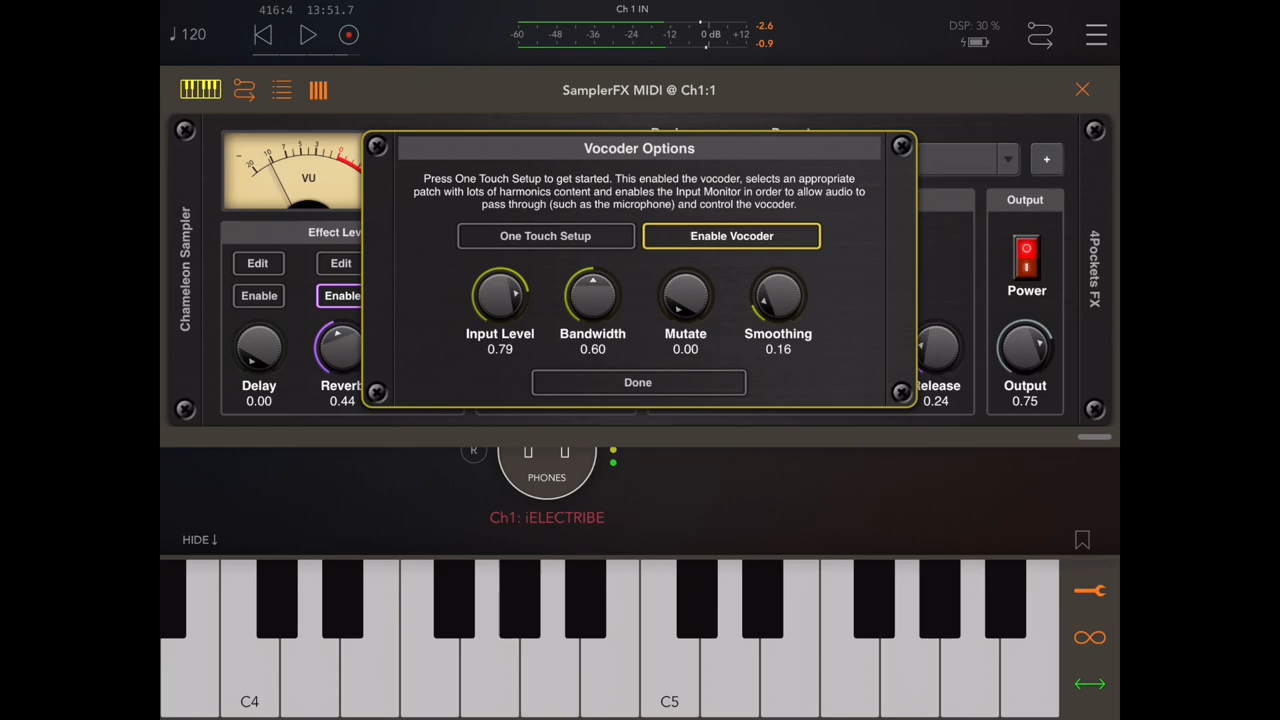 416:4 13:51.7
Ch 1 IN
120
-60 -48 -36 -24 -12 0 dB +12
-2.6
-0.9
DSP: 30 %
SamplerFX MIDI @ Ch1:1
Vocoder Options
Press One Touch Setup to get started. This enabled the vocoder, selects an appropriate
patch with lots of harmonics content and enables the Input Monitor in order to allow audio to
pass through (such as the microphone) and control the vocoder.
One Touch Setup
Enable Vocoder
Input Level
0.79
Bandwidth
0.60
Mutate
0.00
Smoothing
0.16
Done
Chameleon Sampler
20 10 7 5 3 0
VU
Effect Lev
Edit
Edit
Enable
Enable
Delay
0.00
Reverb
0.44
+
Output
Power
Release
0.24
Output
0.75
4Pockets FX
R
PHONES
Ch1: iELECTRIBE
HIDE↓
C4
C5